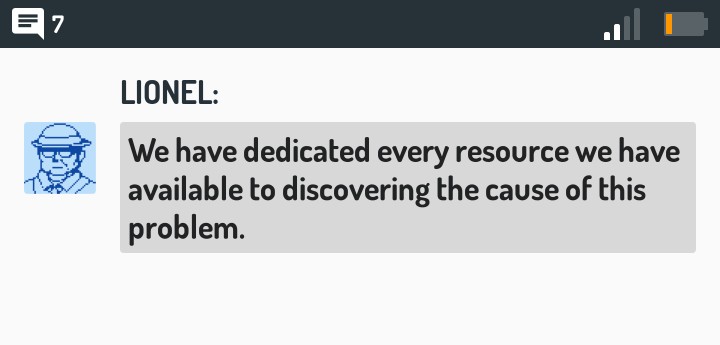 7
LIONEL:
We have dedicated every resource we have
available to discovering the cause of this
problem.